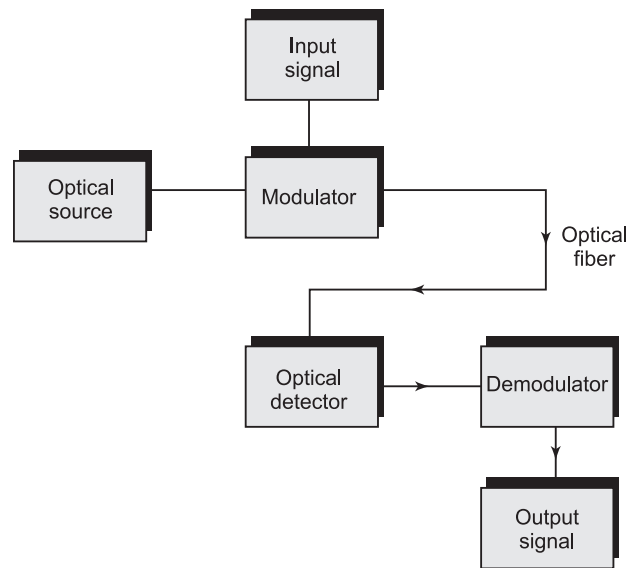 Input
signal
Optical
source
Modulator
Optical
fiber
Optical
detector
Demodulator
Output
signal